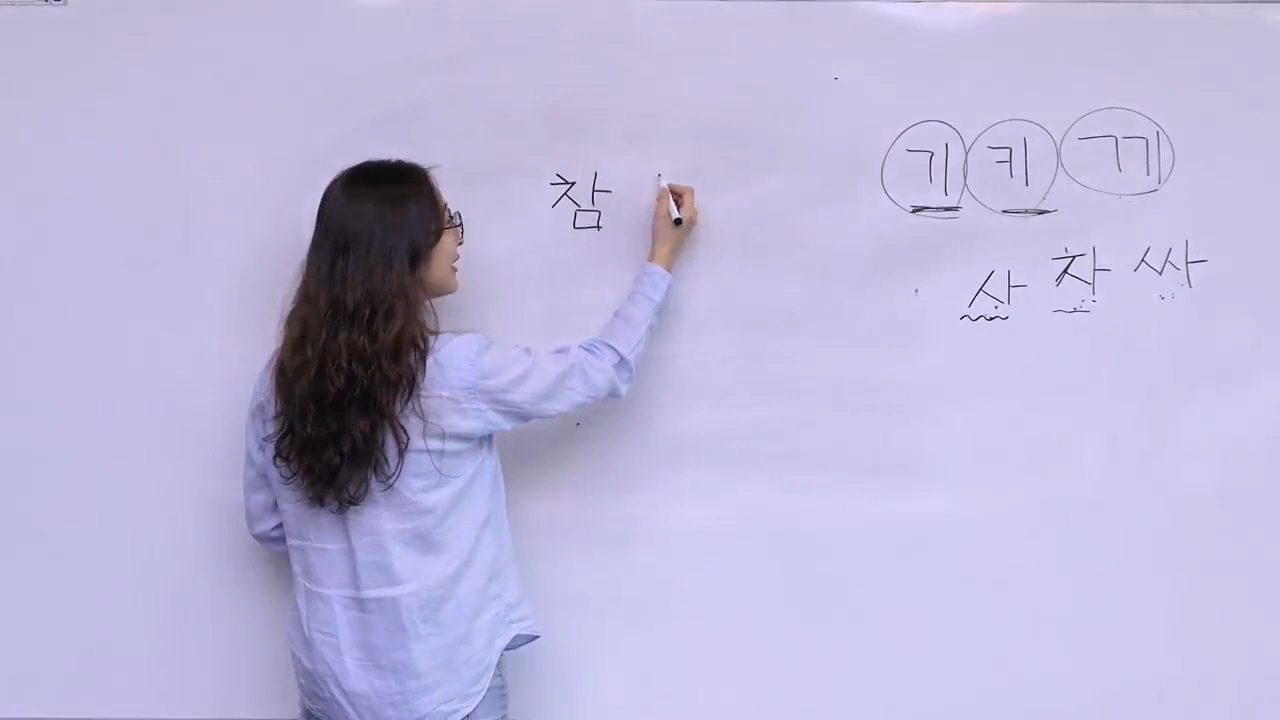 기 키 끼
참
사 차 싸